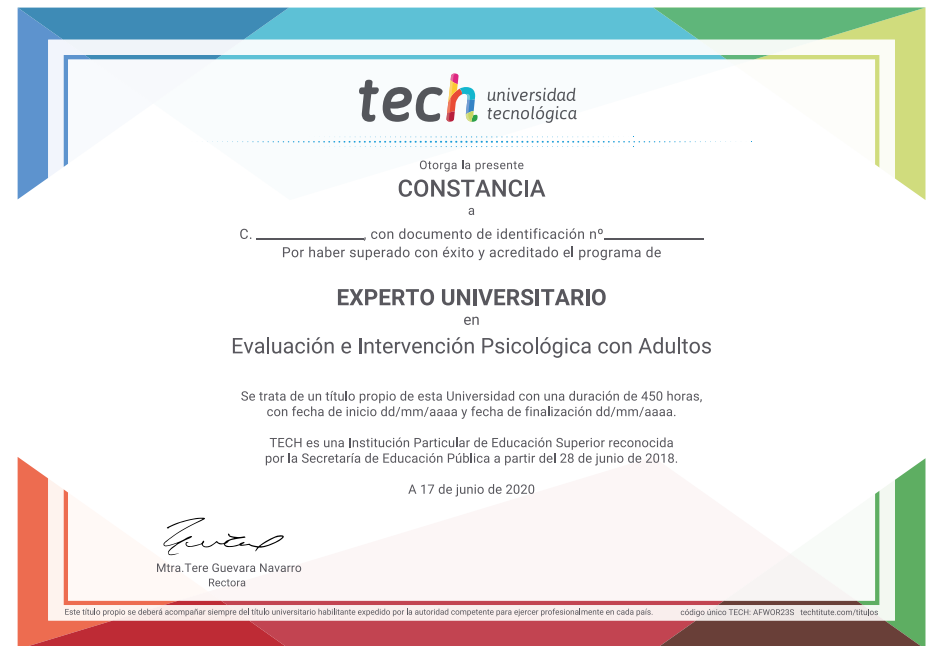 tech universidad
tecnológica
Otorga la presente
CONSTANCIA
a
C. ______________, con documento de identificación nº____________
Por haber superado con éxito y acreditado el programa de
EXPERTO UNIVERSITARIO
en
Evaluación e Intervención Psicológica con Adultos
Se trata de un título propio de esta Universidad con una duración de 450 horas,
con fecha de inicio dd/mm/aaaa y fecha de finalización dd/mm/aaaa.
TECH es una Institución Particular de Educación Superior reconocida
por la Secretaría de Educación Pública a partir del 28 de junio de 2018.
A 17 de junio de 2020
Mtra.Tere Guevara Navarro
Rectora
Este título propio se deberá acompañar siempre del título universitario habilitante expedido por la autoridad competente para ejercer profesionalmente en cada país. código único TECH: AFWOR23S techtitute.com/titulos